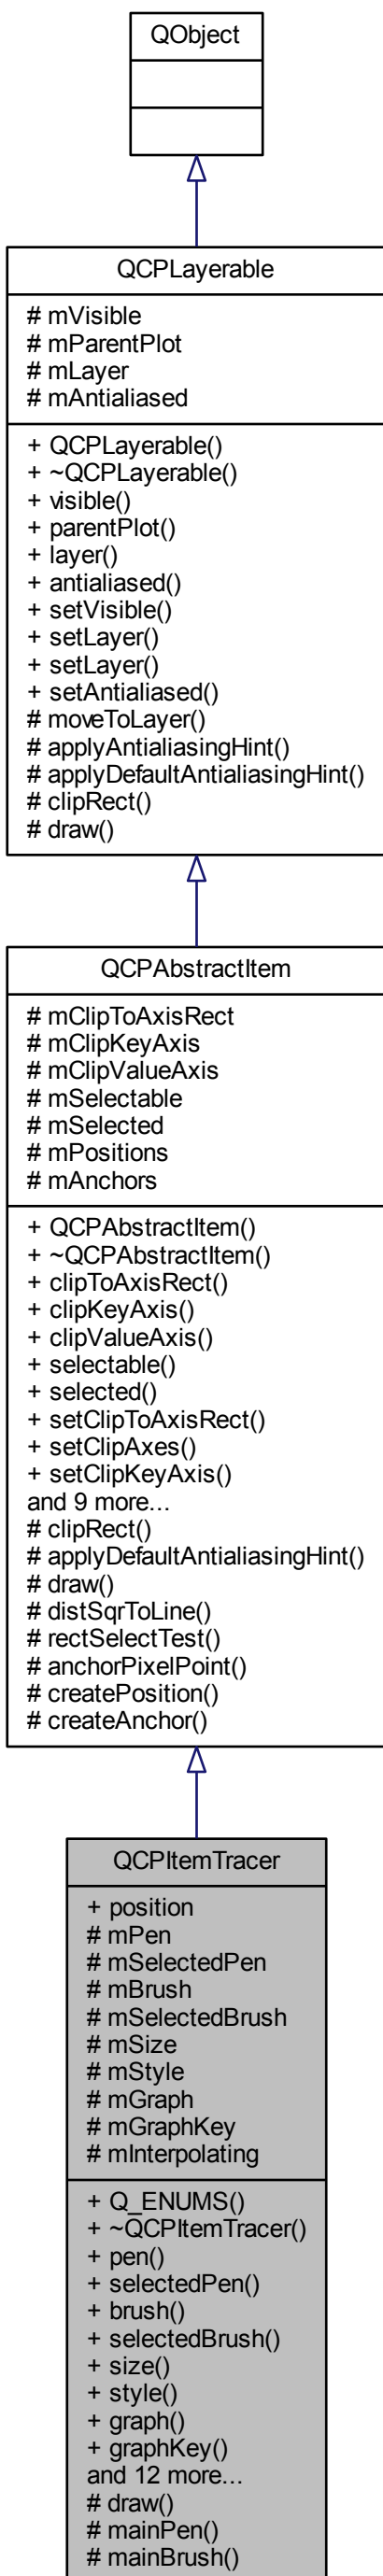 QObject
QCPLayerable
# mVisible
# mParentPlot
# mLayer
# mAntialiased
+ QCPLayerable()
+ ~QCPLayerable()
+ visible()
+ parentPlot()
+ layer()
+ antialiased()
+ setVisible()
+ setLayer()
+ setLayer()
+ setAntialiased()
# moveToLayer()
# applyAntialiasingHint()
# applyDefaultAntialiasingHint()
# clipRect()
# draw()
QCPAbstractItem
# mClipToAxisRect
# mClipKeyAxis
# mClipValueAxis
# mSelectable
# mSelected
# mPositions
# mAnchors
+ QCPAbstractItem()
+ ~QCPAbstractItem()
+ clipToAxisRect()
+ clipKeyAxis()
+ clipValueAxis()
+ selectable()
+ selected()
+ setClipToAxisRect()
+ setClipAxes()
+ setClipKeyAxis()
and 9 more...
# clipRect()
# applyDefaultAntialiasingHint()
# draw()
# distSqrToLine()
# rectSelectTest()
# anchorPixelPoint()
# createPosition()
# createAnchor()
QCPItemTracer
+ position
# mPen
# mSelectedPen
# mBrush
# mSelectedBrush
# mSize
# mStyle
# mGraph
# mGraphKey
# mInterpolating
+ Q_ENUMS()
+ ~QCPItemTracer()
+ pen()
+ selectedPen()
+ brush()
+ selectedBrush()
+ size()
+ style()
+ graph()
+ graphKey()
and 12 more...
# draw()
# mainPen()
# mainBrush()